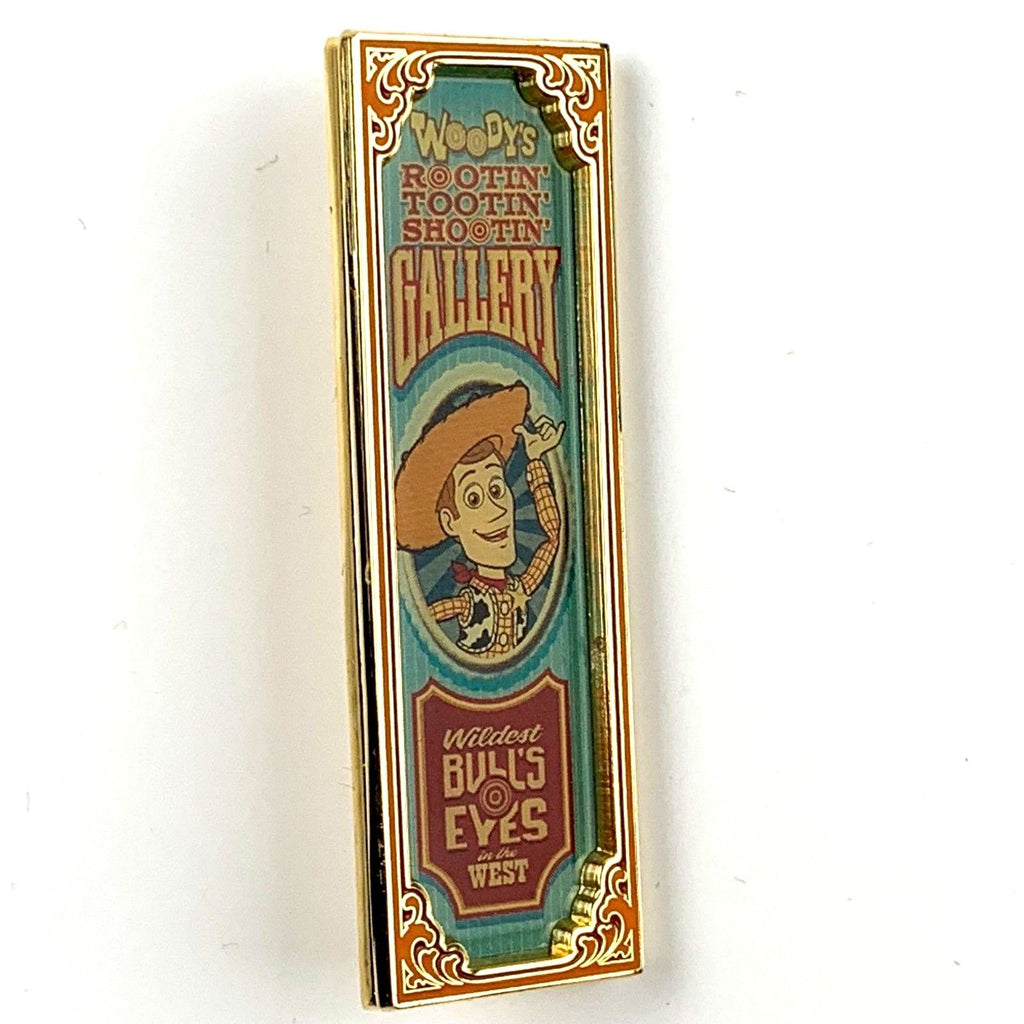 WOODY'S
ROOTIN'
TOOTIN'
SHOOTIN'
GALLERY
Wildest
BULL'S
EYES
in the
WEST